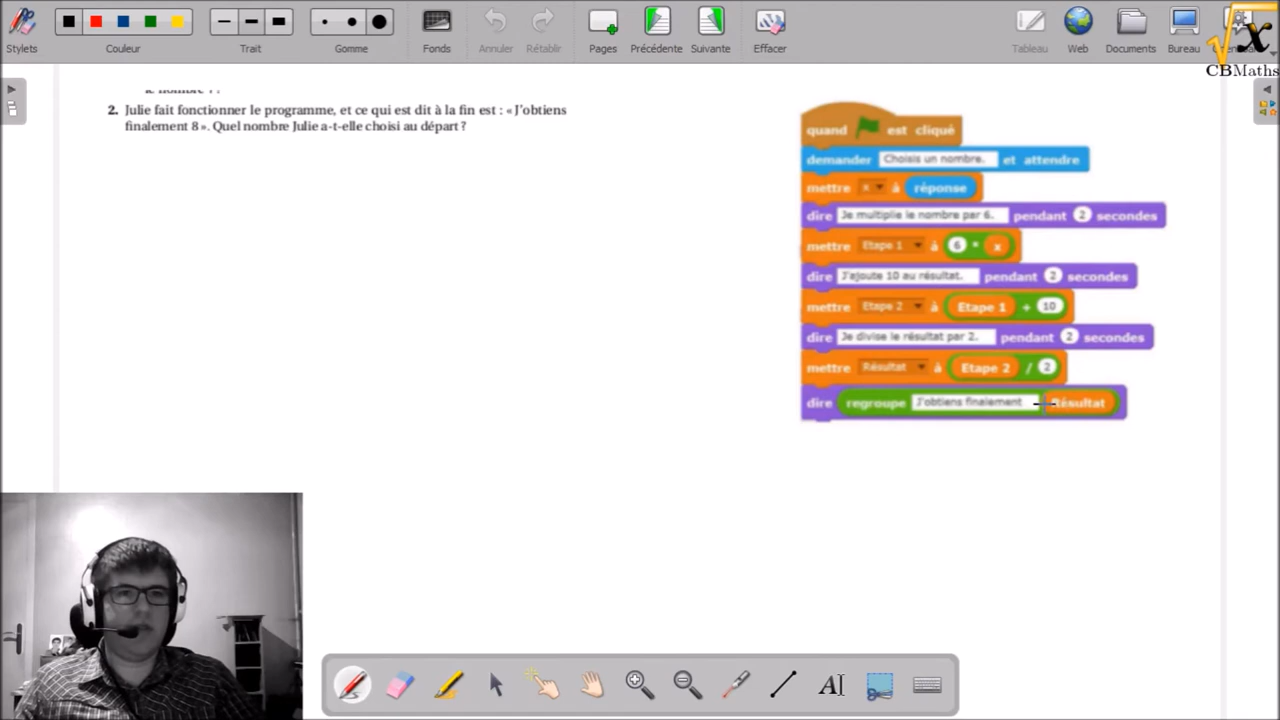 Stylets
Couleur
Trait
Gomme
Fonds
Annuler
Rétablir
Pages
Précédente
Suivante
Effacer
Tableau
Web
Documents
Bureau
x
CBMaths
2. Julie fait fonctionner le programme, et ce qui est dit à la fin est : «J'obtiens
finalement 8». Quel nombre Julie a-t-elle choisi au départ?
quand est cliqué
demander Choisis un nombre. et attendre
mettre x à réponse
dire Je multiplie le nombre par 6. pendant 2 secondes
mettre Etape 1 à 6 * x
dire J'ajoute 10 au résultat. pendant 2 secondes
mettre Etape 2 à Etape 1 + 10
dire Je divise le résultat par 2. pendant 2 secondes
mettre Résultat à Etape 2 / 2
dire regroupe J'obtiens finalement Résultat
AI